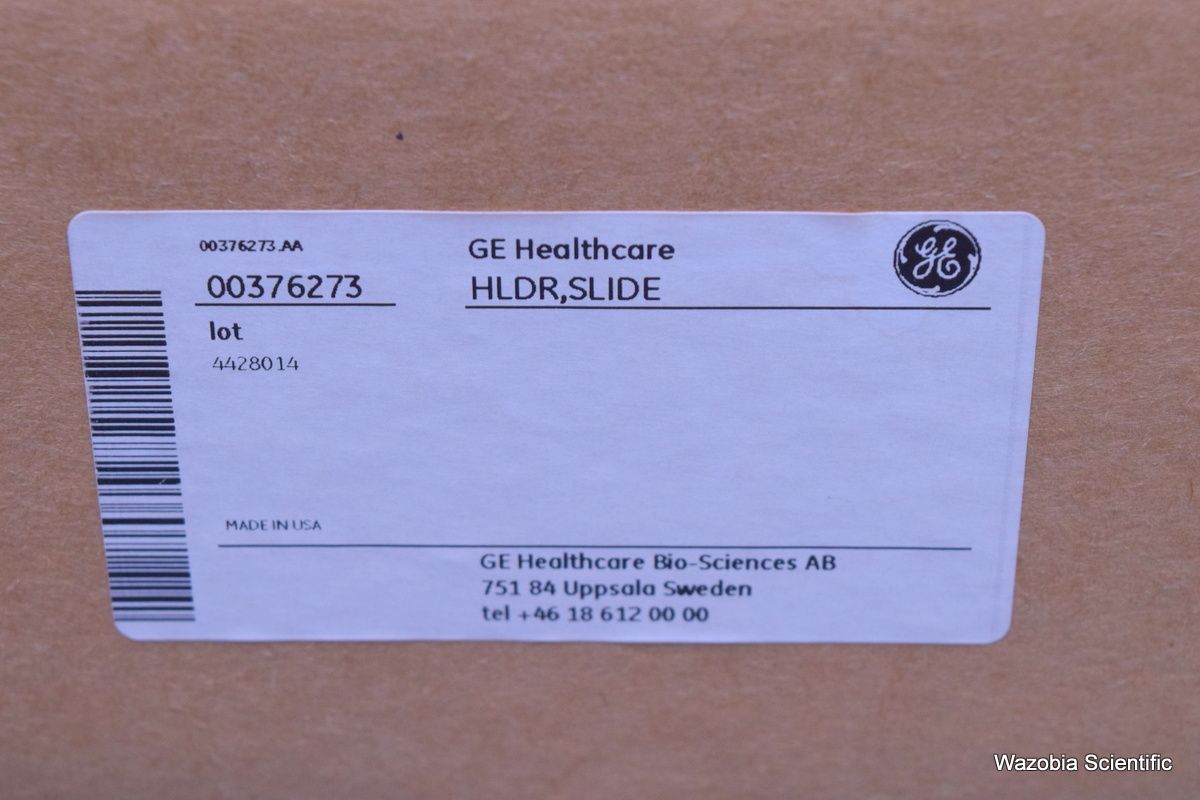 00376273.AA
00376273
lot
4428014
GE Healthcare
HLDR,SLIDE
GE
MADE IN USA
GE Healthcare Bio-Sciences AB
751 84 Uppsala Sweden
tel +46 18 612 00 00
Wazobia Scientific